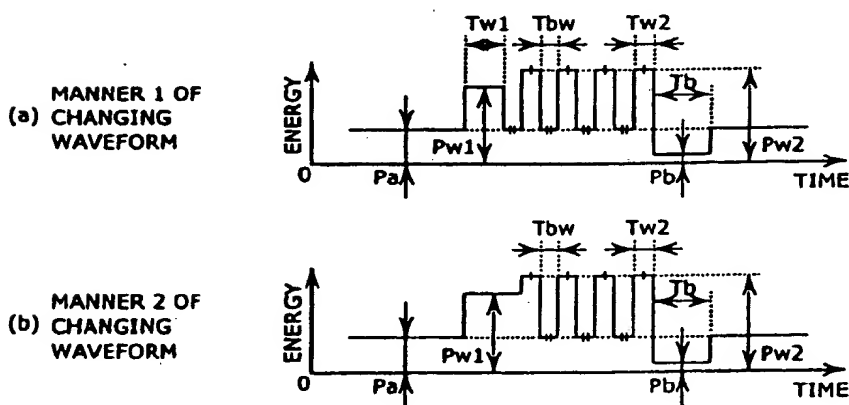 Tw1 Tbw Tw2
(a) MANNER 1 OF CHANGING WAVEFORM
ENERGY
Tb
Pw1
Pw2
0
Pa
Pb
TIME
Tbw Tw2
(b) MANNER 2 OF CHANGING WAVEFORM
ENERGY
Tb
Pw1
Pw2
0
Pa
Pb
TIME